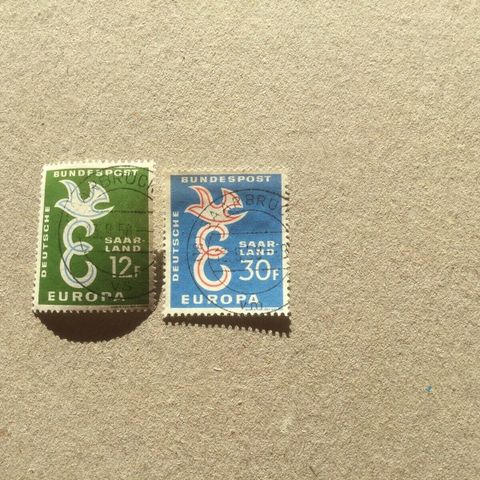 BUNDESPOST
DEUTSCHE
SAAR-
LAND
12F
EUROPA
BUNDESPOST
DEUTSCHE
SAAR-
LAND
30F
EUROPA